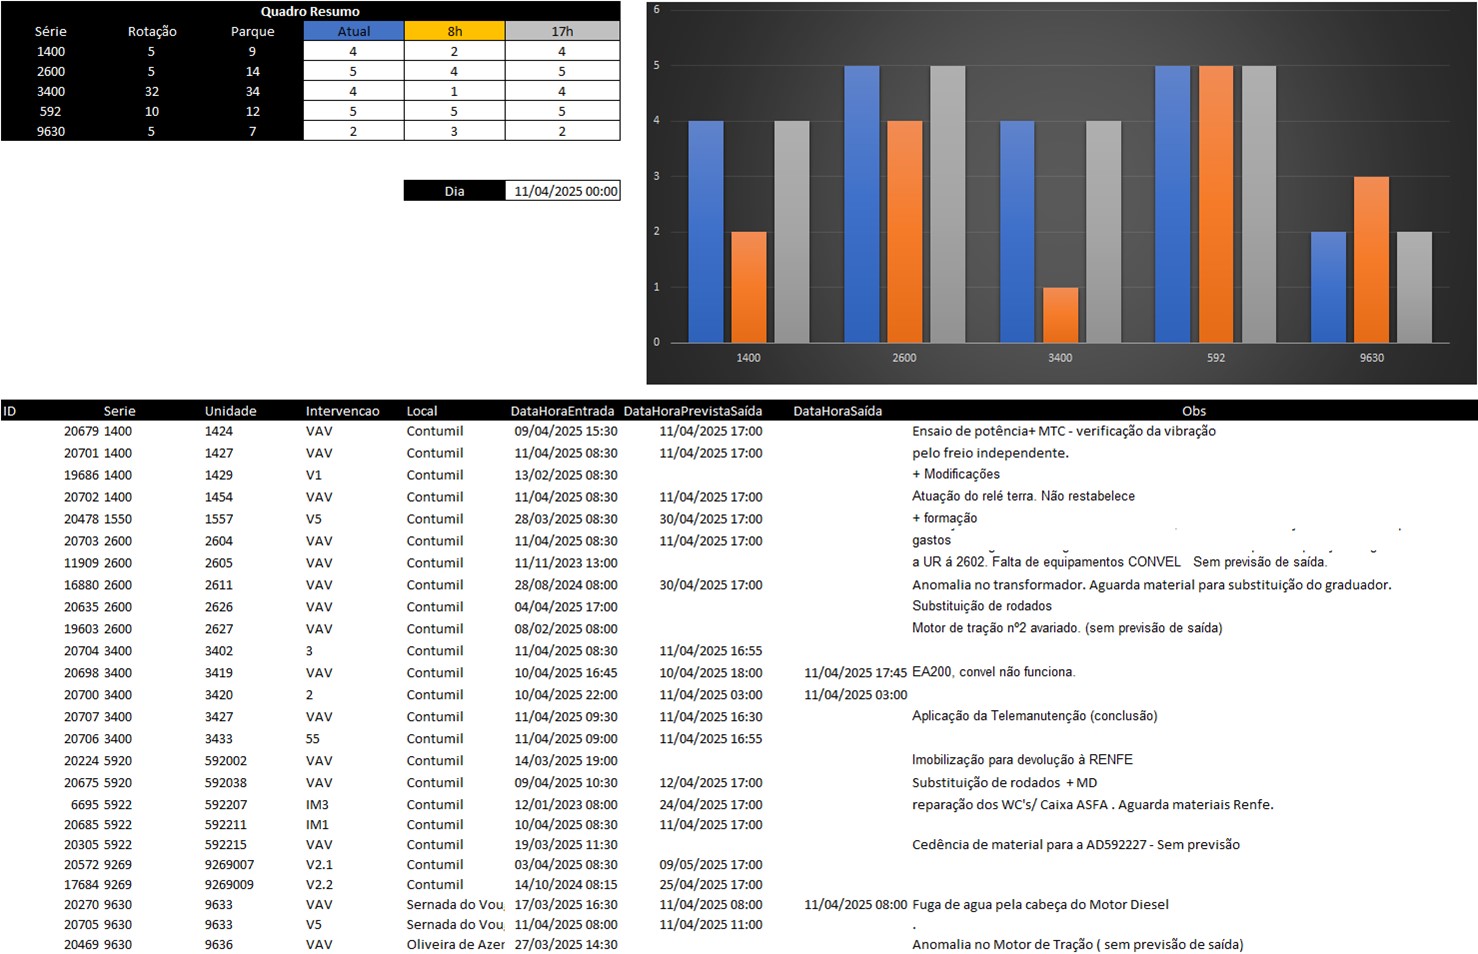 Quadro Resumo
Série Rotação Parque Atual 8h 17h
1400 5 9 4 2 4
2600 5 14 5 4 5
3400 32 34 4 1 4
592 10 12 5 5 5
9630 5 7 2 3 2
Dia 11/04/2025 00:00
6
5
4
3
2
1
0
1400 2600 3400 592 9630
ID Serie Unidade Intervencao Local DataHoraEntrada DataHoraPrevistaSaída DataHoraSaída Obs
20679 1400 1424 VAV Contumil 09/04/2025 15:30 11/04/2025 17:00 Ensaio de potência+ MTC - verificação da vibração
20701 1400 1427 VAV Contumil 11/04/2025 08:30 11/04/2025 17:00 pelo freio independente.
19686 1400 1429 V1 Contumil 13/02/2025 08:30 + Modificações
20702 1400 1454 VAV Contumil 11/04/2025 08:30 11/04/2025 17:00 Atuação do relé terra. Não restabelece
20478 1550 1557 V5 Contumil 28/03/2025 08:30 30/04/2025 17:00 + formação
20703 2600 2604 VAV Contumil 11/04/2025 08:30 11/04/2025 17:00 gastos
11909 2600 2605 VAV Contumil 11/11/2023 13:00 a UR á 2602. Falta de equipamentos CONVEL Sem previsão de saída.
16880 2600 2611 VAV Contumil 28/08/2024 08:00 30/04/2025 17:00 Anomalia no transformador. Aguarda material para substituição do graduador.
20635 2600 2626 VAV Contumil 04/04/2025 17:00 Substituição de rodados
19603 2600 2627 VAV Contumil 08/02/2025 08:00 Motor de tração nº2 avariado. (sem previsão de saída)
20704 3400 3402 3 Contumil 11/04/2025 08:30 11/04/2025 16:55
20698 3400 3419 VAV Contumil 10/04/2025 16:45 10/04/2025 18:00 11/04/2025 17:45 EA200, convel não funciona.
20700 3400 3420 2 Contumil 10/04/2025 22:00 11/04/2025 03:00 11/04/2025 03:00
20707 3400 3427 VAV Contumil 11/04/2025 09:30 11/04/2025 16:30 Aplicação da Telemanutenção (conclusão)
20706 3400 3433 55 Contumil 11/04/2025 09:00 11/04/2025 16:55
20224 5920 592002 VAV Contumil 14/03/2025 19:00 Imobilização para devolução à RENFE
20675 5920 592038 VAV Contumil 09/04/2025 10:30 12/04/2025 17:00 Substituição de rodados + MD
6695 5922 592207 IM3 Contumil 12/01/2023 08:00 24/04/2025 17:00 reparação dos WC's/ Caixa ASFA . Aguarda materiais Renfe.
20685 5922 592211 IM1 Contumil 10/04/2025 08:30 11/04/2025 17:00
20305 5922 592215 VAV Contumil 19/03/2025 11:30 Cedência de material para a AD592227 - Sem previsão
20572 9269 9269007 V2.1 Contumil 03/04/2025 08:30 09/05/2025 17:00
17684 9269 9269009 V2.2 Contumil 14/10/2024 08:15 25/04/2025 17:00
20270 9630 9633 VAV Sernada do Vou 17/03/2025 16:30 11/04/2025 08:00 11/04/2025 08:00 Fuga de agua pela cabeça do Motor Diesel
20705 9630 9633 V5 Sernada do Vou 11/04/2025 08:00 11/04/2025 11:00 .
20469 9630 9636 VAV Oliveira de Azer 27/03/2025 14:30 Anomalia no Motor de Tração ( sem previsão de saída)